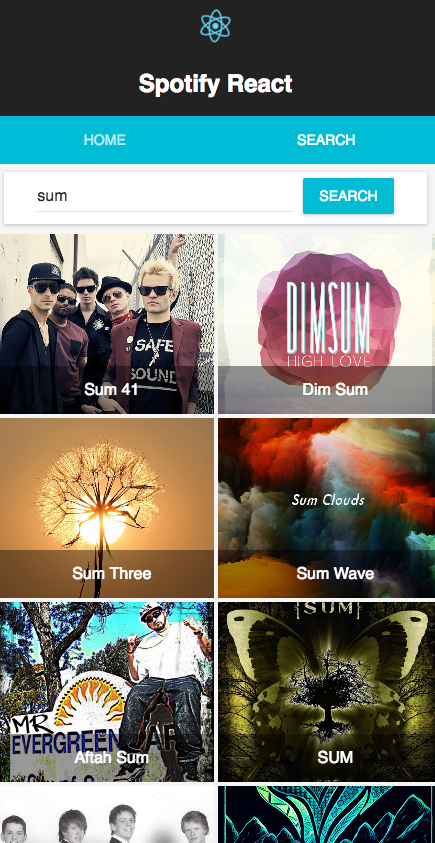 Spotify React
HOME
SEARCH
sum
SEARCH
SAFE
SOUND
Sum 41
DIMSUM
HIGH LOVE
Dim Sum
Sum Three
Sum Clouds
Sum Wave
MR
EVERGREEN
Aftah Sum
[SUM]
SUM